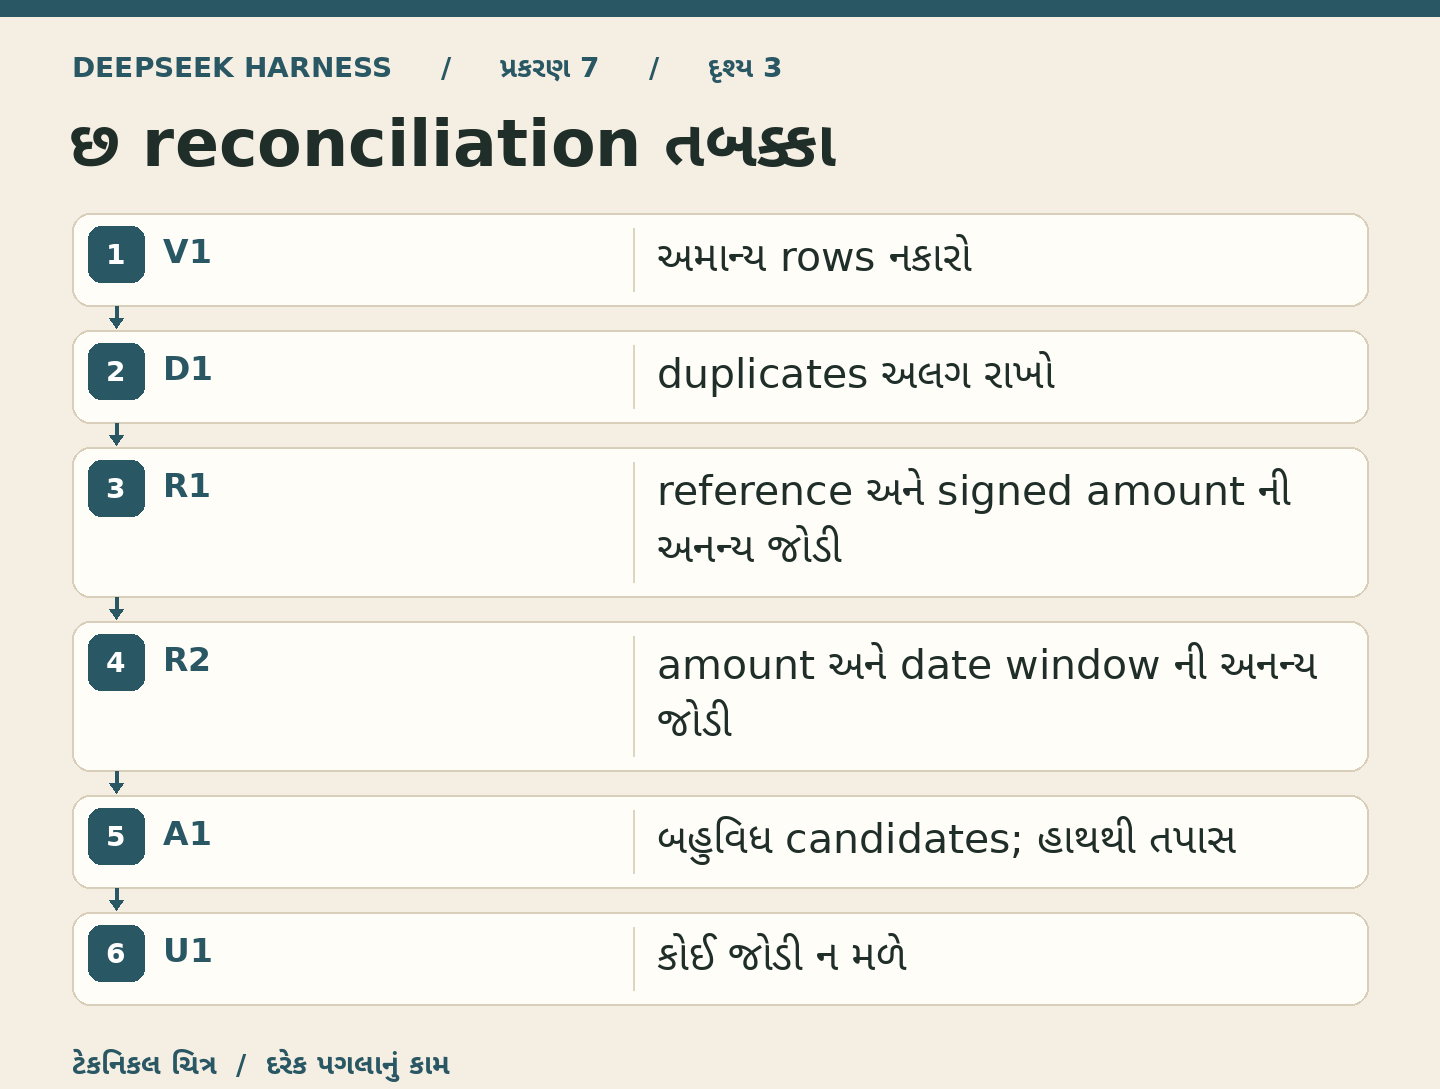 DEEPSEEK HARNESS / પ્રકરણ 7 / દૃશ્ય 3
છ reconciliation તબક્કા
1 V1 અમાન્ય rows નકારો
2 D1 duplicates અલગ રાખો
3 R1 reference અને signed amount ની
અનન્ય જોડી
4 R2 amount અને date window ની અનન્ય
જોડી
5 A1 બહુવિધ candidates; હાથથી તપાસ
6 U1 કોઈ જોડી ન મળે
ટેકનિકલ ચિત્ર / દરેક પગલાનું કામ